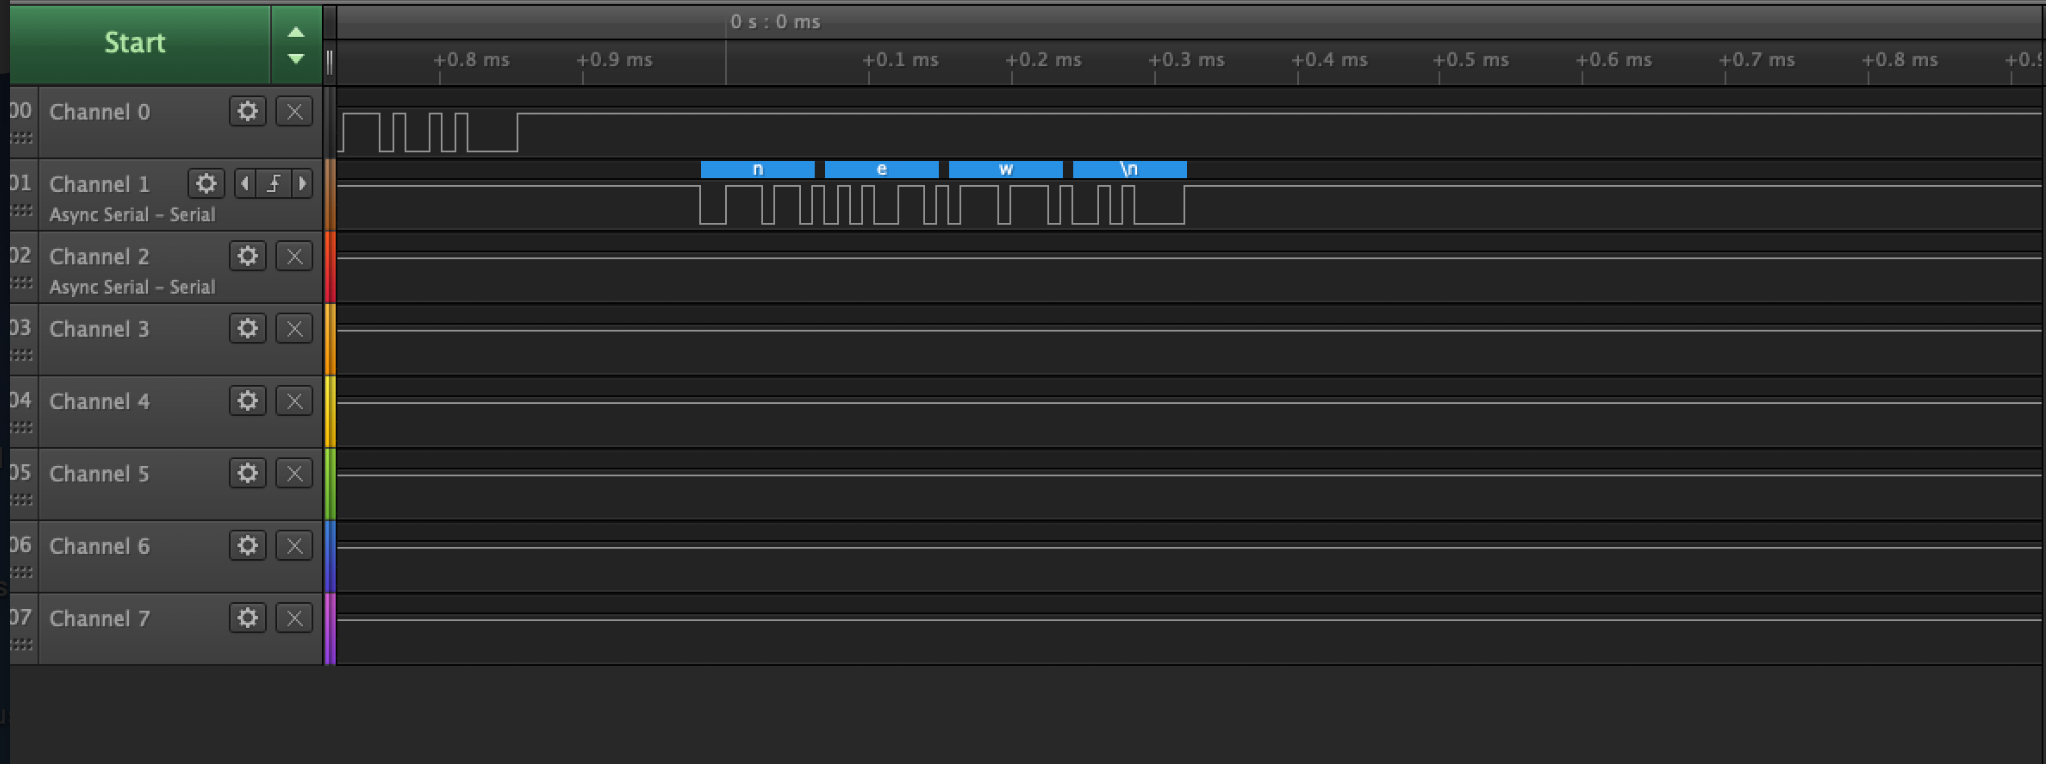 Start
0 s : 0 ms
+0.8 ms +0.9 ms +0.1 ms +0.2 ms +0.3 ms +0.4 ms +0.5 ms +0.6 ms +0.7 ms +0.8 ms
00 Channel 0
01 Channel 1
Async Serial - Serial
n e w \n
02 Channel 2
Async Serial - Serial
03 Channel 3
04 Channel 4
05 Channel 5
06 Channel 6
07 Channel 7